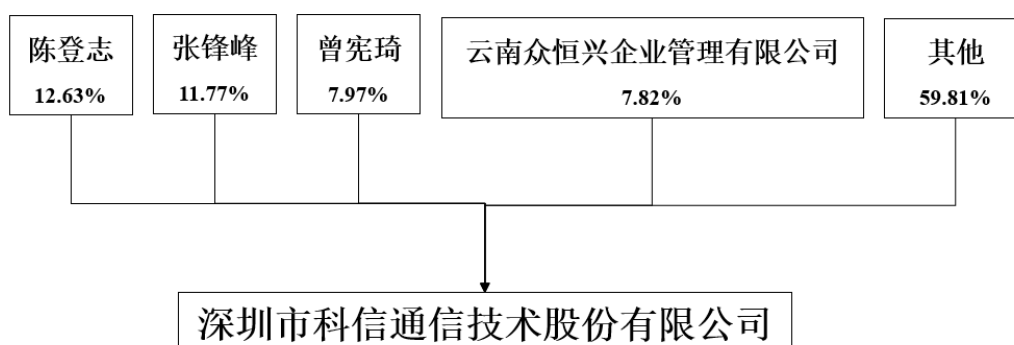 陈登志
12.63%
张锋峰
11.77%
曾宪琦
7.97%
云南众恒兴企业管理有限公司
7.82%
其他
59.81%
深圳市科信通信技术股份有限公司